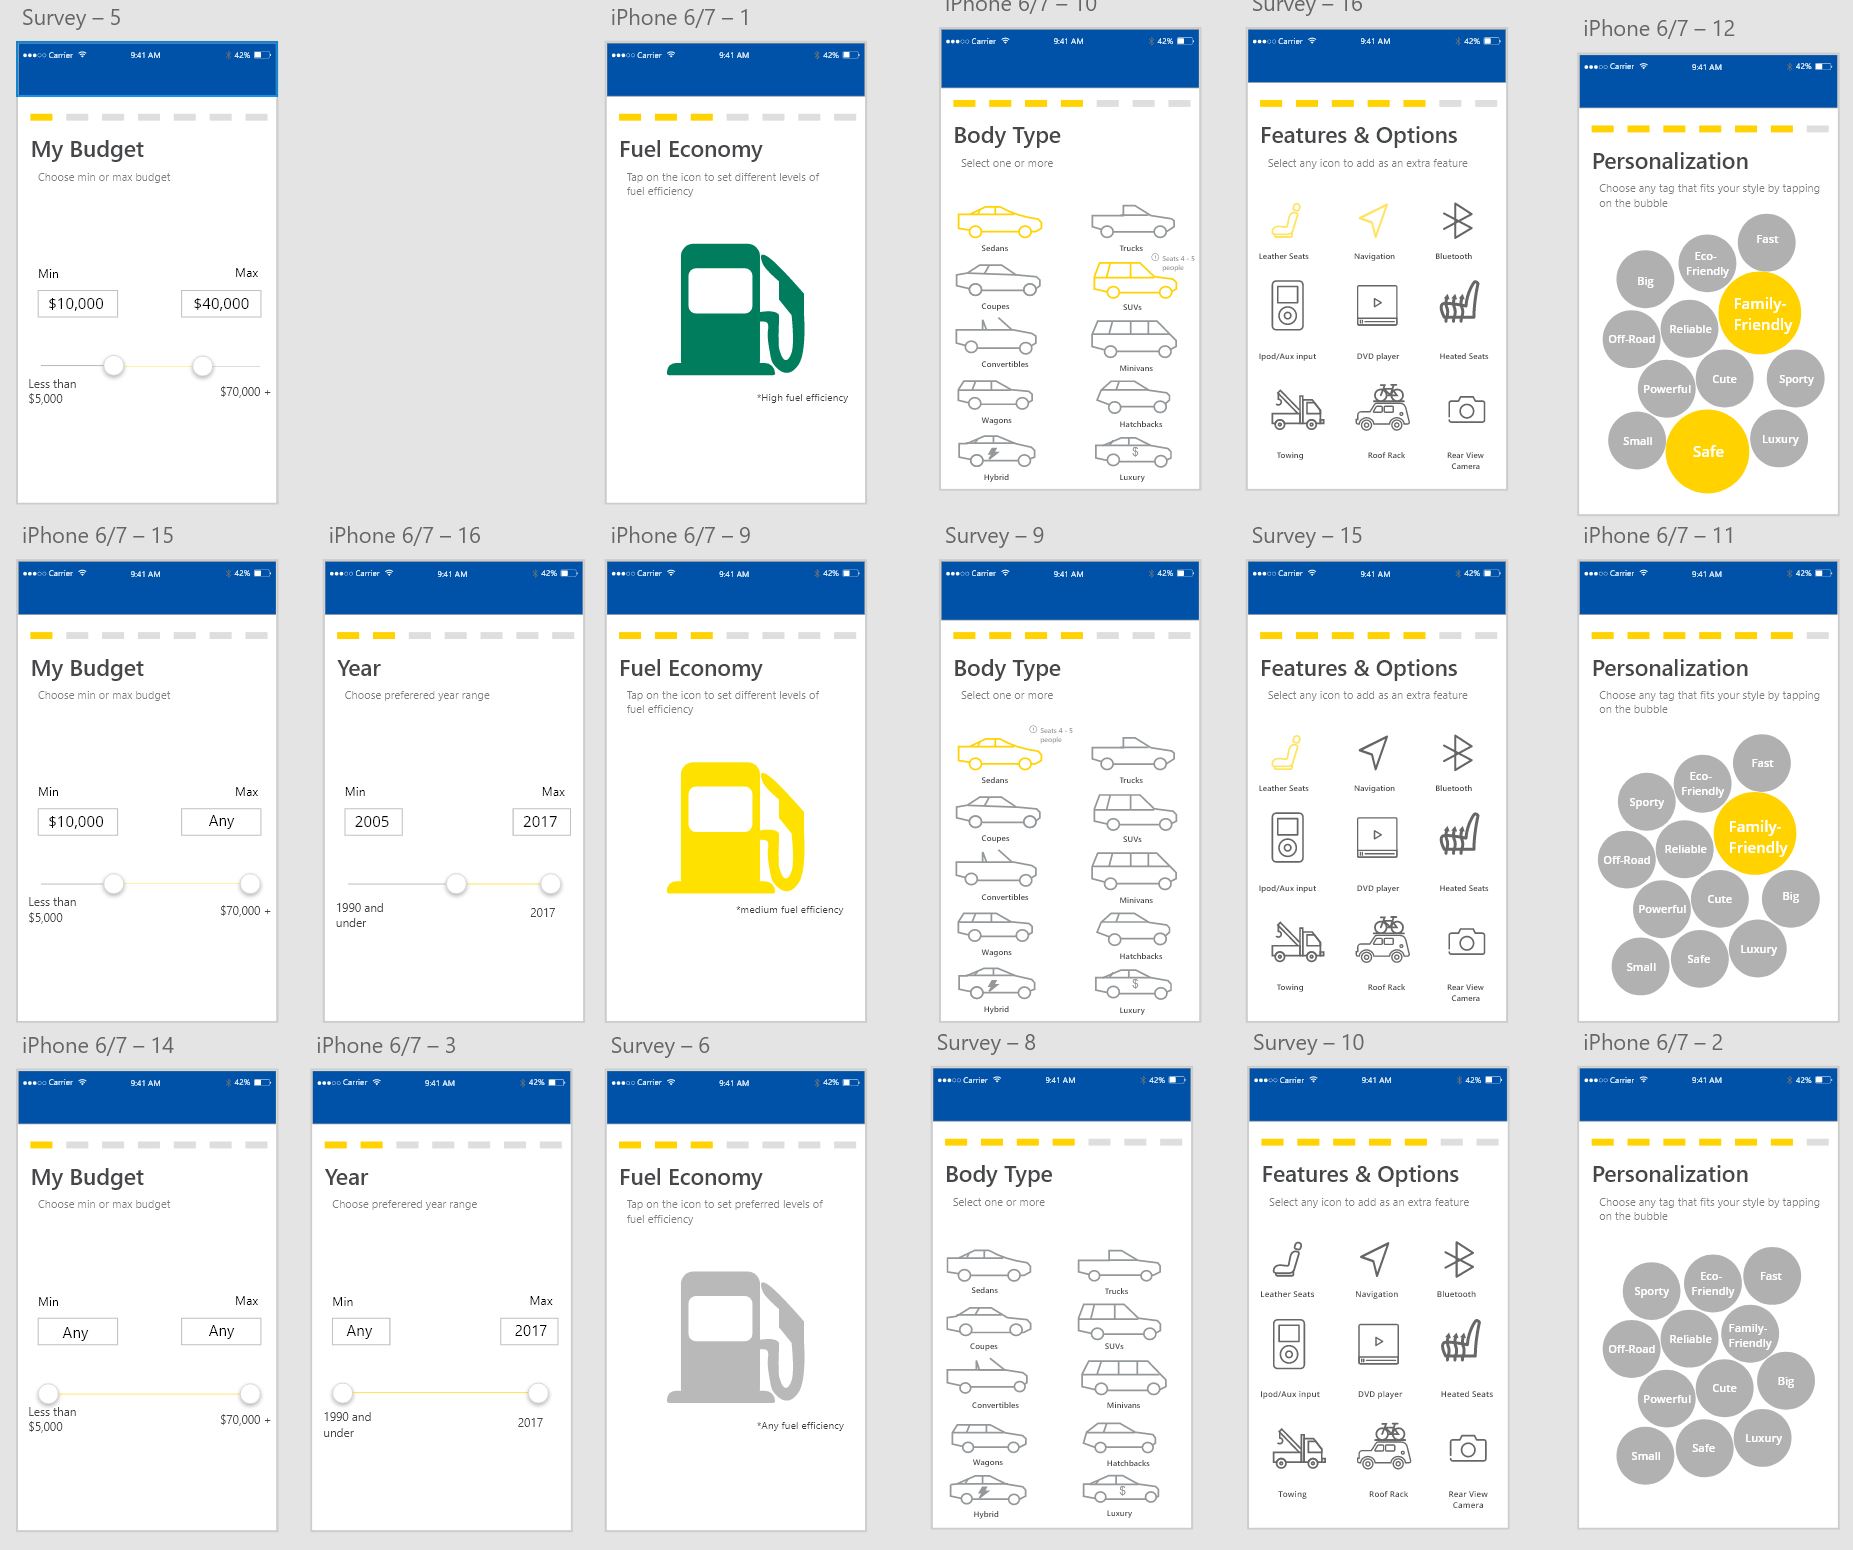 Survey – 5
●●●○○ Carrier 9:41 AM 42%
My Budget
Choose min or max budget
Min Max
$10,000 $40,000
Less than
$5,000
$70,000 +
iPhone 6/7 – 1
●●●○○ Carrier 9:41 AM 42%
Fuel Economy
Tap on the icon to set different levels of
fuel efficiency
*High fuel efficiency
iPhone 6/7 – 10
●●●○○ Carrier 9:41 AM 42%
Body Type
Select one or more
Sedans Trucks
Seats 4 - 5
people
Coupes SUVs
Convertibles Minivans
Wagons Hatchbacks
$
Hybrid Luxury
Survey – 16
●●●○○ Carrier 9:41 AM 42%
Features & Options
Select any icon to add as an extra feature
Leather Seats Navigation Bluetooth
Ipod/Aux input DVD player Heated Seats
Towing Roof Rack Rear View
Camera
iPhone 6/7 – 12
●●●○○ Carrier 9:41 AM 42%
Personalization
Choose any tag that fits your style by tapping
on the bubble
Fast
Eco-
Friendly
Big
Family-
Friendly
Reliable
Off-Road
Cute
Sporty
Powerful
Small
Luxury
Safe
iPhone 6/7 – 15
●●●○○ Carrier 9:41 AM 42%
My Budget
Choose min or max budget
Min Max
$10,000 Any
Less than
$5,000
$70,000 +
iPhone 6/7 – 16
●●●○○ Carrier 9:41 AM 42%
Year
Choose preferered year range
Min Max
2005 2017
1990 and
under
2017
iPhone 6/7 – 9
●●●○○ Carrier 9:41 AM 42%
Fuel Economy
Tap on the icon to set different levels of
fuel efficiency
*medium fuel efficiency
Survey – 9
●●●○○ Carrier 9:41 AM 42%
Body Type
Select one or more
Seats 4 - 5
people
Sedans Trucks
Coupes SUVs
Convertibles Minivans
Wagons Hatchbacks
$
Hybrid Luxury
Survey – 15
●●●○○ Carrier 9:41 AM 42%
Features & Options
Select any icon to add as an extra feature
Leather Seats Navigation Bluetooth
Ipod/Aux input DVD player Heated Seats
Towing Roof Rack Rear View
Camera
iPhone 6/7 – 11
●●●○○ Carrier 9:41 AM 42%
Personalization
Choose any tag that fits your style by tapping
on the bubble
Fast
Eco-
Friendly
Sporty
Family-
Friendly
Reliable
Off-Road
Big
Cute
Powerful
Luxury
Safe
Small
iPhone 6/7 – 14
●●●○○ Carrier 9:41 AM 42%
My Budget
Choose min or max budget
Min Max
Any Any
Less than
$5,000
$70,000 +
iPhone 6/7 – 3
●●●○○ Carrier 9:41 AM 42%
Year
Choose preferered year range
Min Max
Any 2017
1990 and
under
2017
Survey – 6
●●●○○ Carrier 9:41 AM 42%
Fuel Economy
Tap on the icon to set preferred levels of
fuel efficiency
*Any fuel efficiency
Survey – 8
●●●○○ Carrier 9:41 AM 42%
Body Type
Select one or more
Sedans Trucks
Coupes SUVs
Convertibles Minivans
Wagons Hatchbacks
$
Hybrid Luxury
Survey – 10
●●●○○ Carrier 9:41 AM 42%
Features & Options
Select any icon to add as an extra feature
Leather Seats Navigation Bluetooth
Ipod/Aux input DVD player Heated Seats
Towing Roof Rack Rear View
Camera
iPhone 6/7 – 2
●●●○○ Carrier 9:41 AM 42%
Personalization
Choose any tag that fits your style by tapping
on the bubble
Fast
Eco-
Friendly
Sporty
Family-
Friendly
Reliable
Off-Road
Big
Cute
Powerful
Luxury
Safe
Small